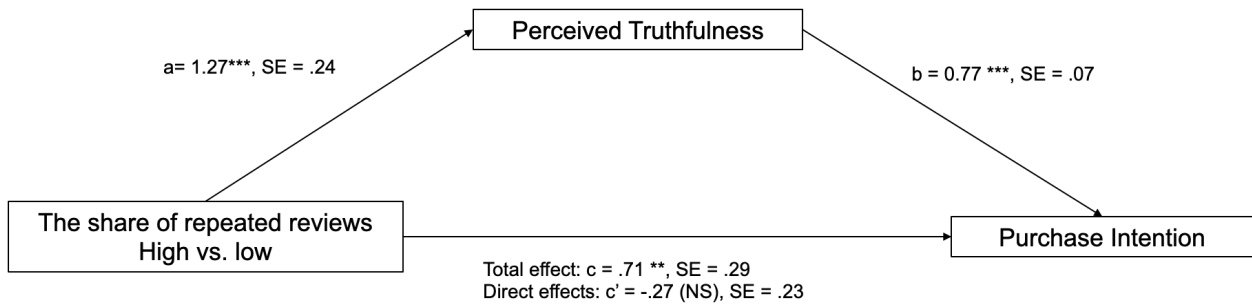 Perceived Truthfulness
a= 1.27***, SE = .24
b = 0.77 ***, SE = .07
The share of repeated reviews
High vs. low
Purchase Intention
Total effect: c = .71 **, SE = .29
Direct effects: c’ = -.27 (NS), SE = .23